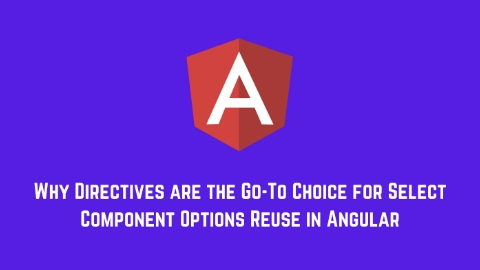 A
Why Directives are the Go-To Choice for Select
Component Options Reuse in Angular